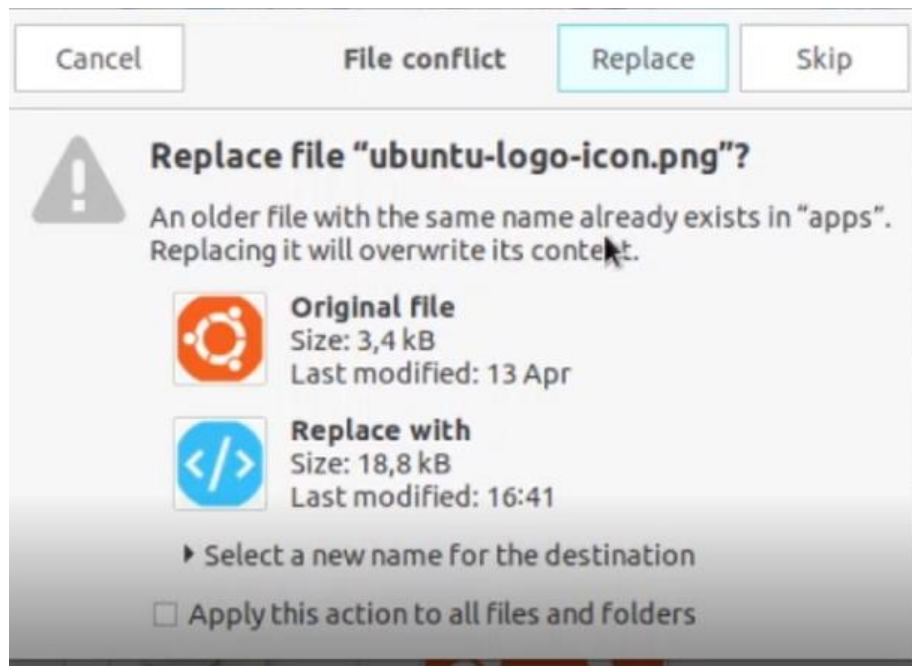 Cancel
File conflict
Replace
Skip
Replace file “ubuntu-logo-icon.png”?
An older file with the same name already exists in “apps”.
Replacing it will overwrite its content.
Original file
Size: 3,4 kB
Last modified: 13 Apr
</>
Replace with
Size: 18,8 kB
Last modified: 16:41
Select a new name for the destination
Apply this action to all files and folders